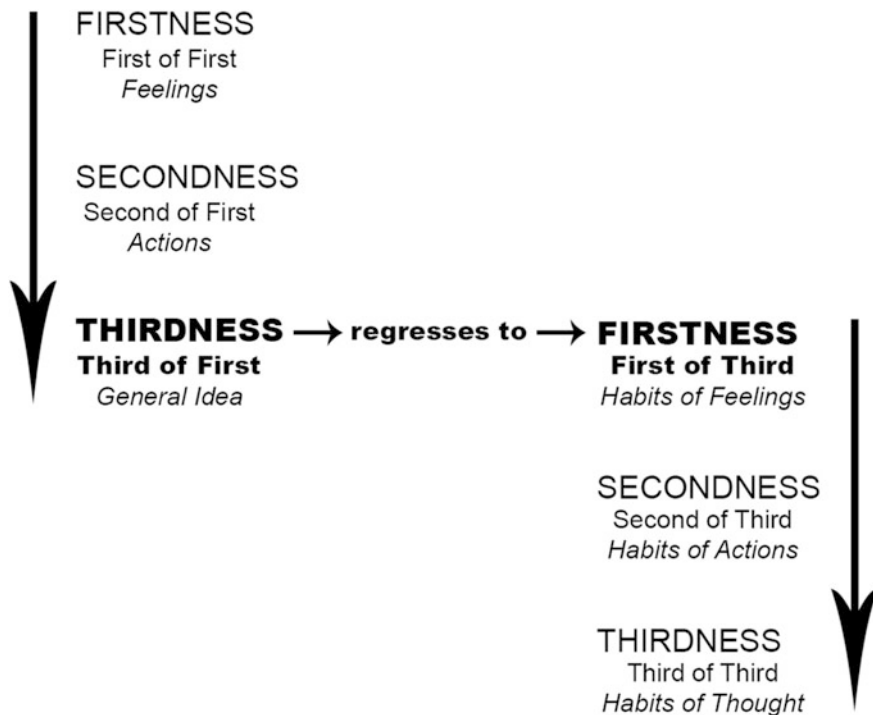 FIRSTNESS
First of First
Feelings
SECONDNESS
Second of First
Actions
THIRDNESS → regresses to → FIRSTNESS
Third of First
General Idea
First of Third
Habits of Feelings
SECONDNESS
Second of Third
Habits of Actions
THIRDNESS
Third of Third
Habits of Thought